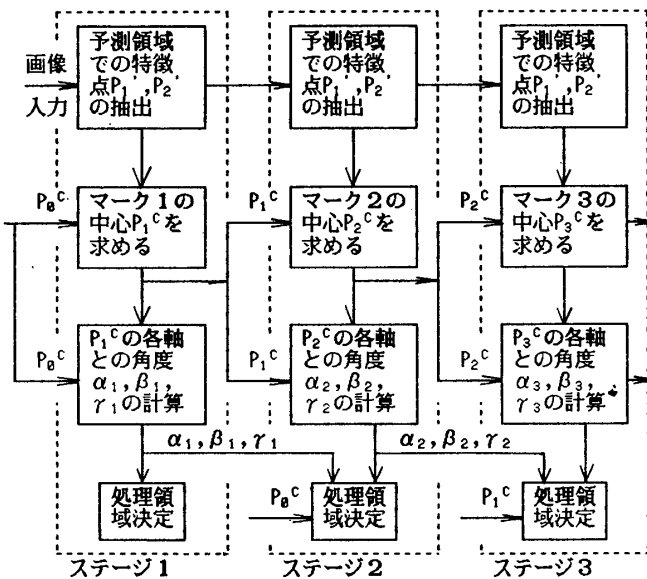 画像
入力
予測領域
での特徴
点P₁',P₂'
の抽出
予測領域
での特徴
点P₁',P₂'
の抽出
予測領域
での特徴
点P₁',P₂'
の抽出
P₀ᶜ
マーク1の
中心P₁ᶜを
求める
P₁ᶜ
マーク2の
中心P₂ᶜを
求める
P₂ᶜ
マーク3の
中心P₃ᶜを
求める
P₀ᶜ
P₁ᶜの各軸
との角度
α₁,β₁,
γ₁の計算
P₁ᶜ
P₂ᶜの各軸
との角度
α₂,β₂,
γ₂の計算
P₂ᶜ
P₃ᶜの各軸
との角度
α₃,β₃,
γ₃の計算
α₁,β₁,γ₁
α₂,β₂,γ₂
処理領
域決定
P₀ᶜ
処理領
域決定
P₁ᶜ
処理領
域決定
ステージ1
ステージ2
ステージ3